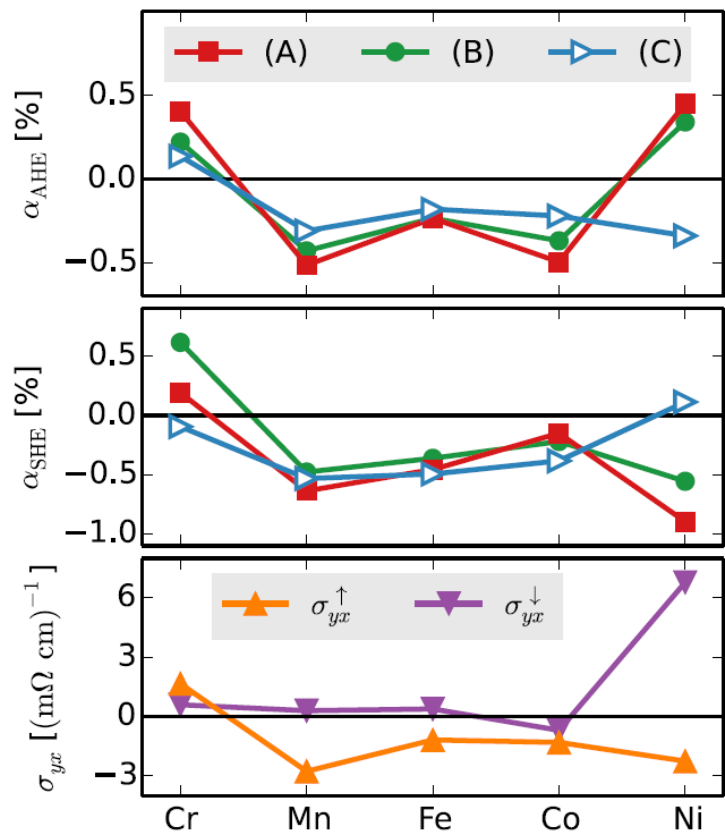 (A) (B) (C)
α_AHE [%]
0.5
0.0
−0.5
α_SHE [%]
0.5
0.0
−0.5
−1.0
σ_yx [(mΩ cm)⁻¹]
σ_yx^↑ σ_yx^↓
6
3
0
−3
Cr Mn Fe Co Ni